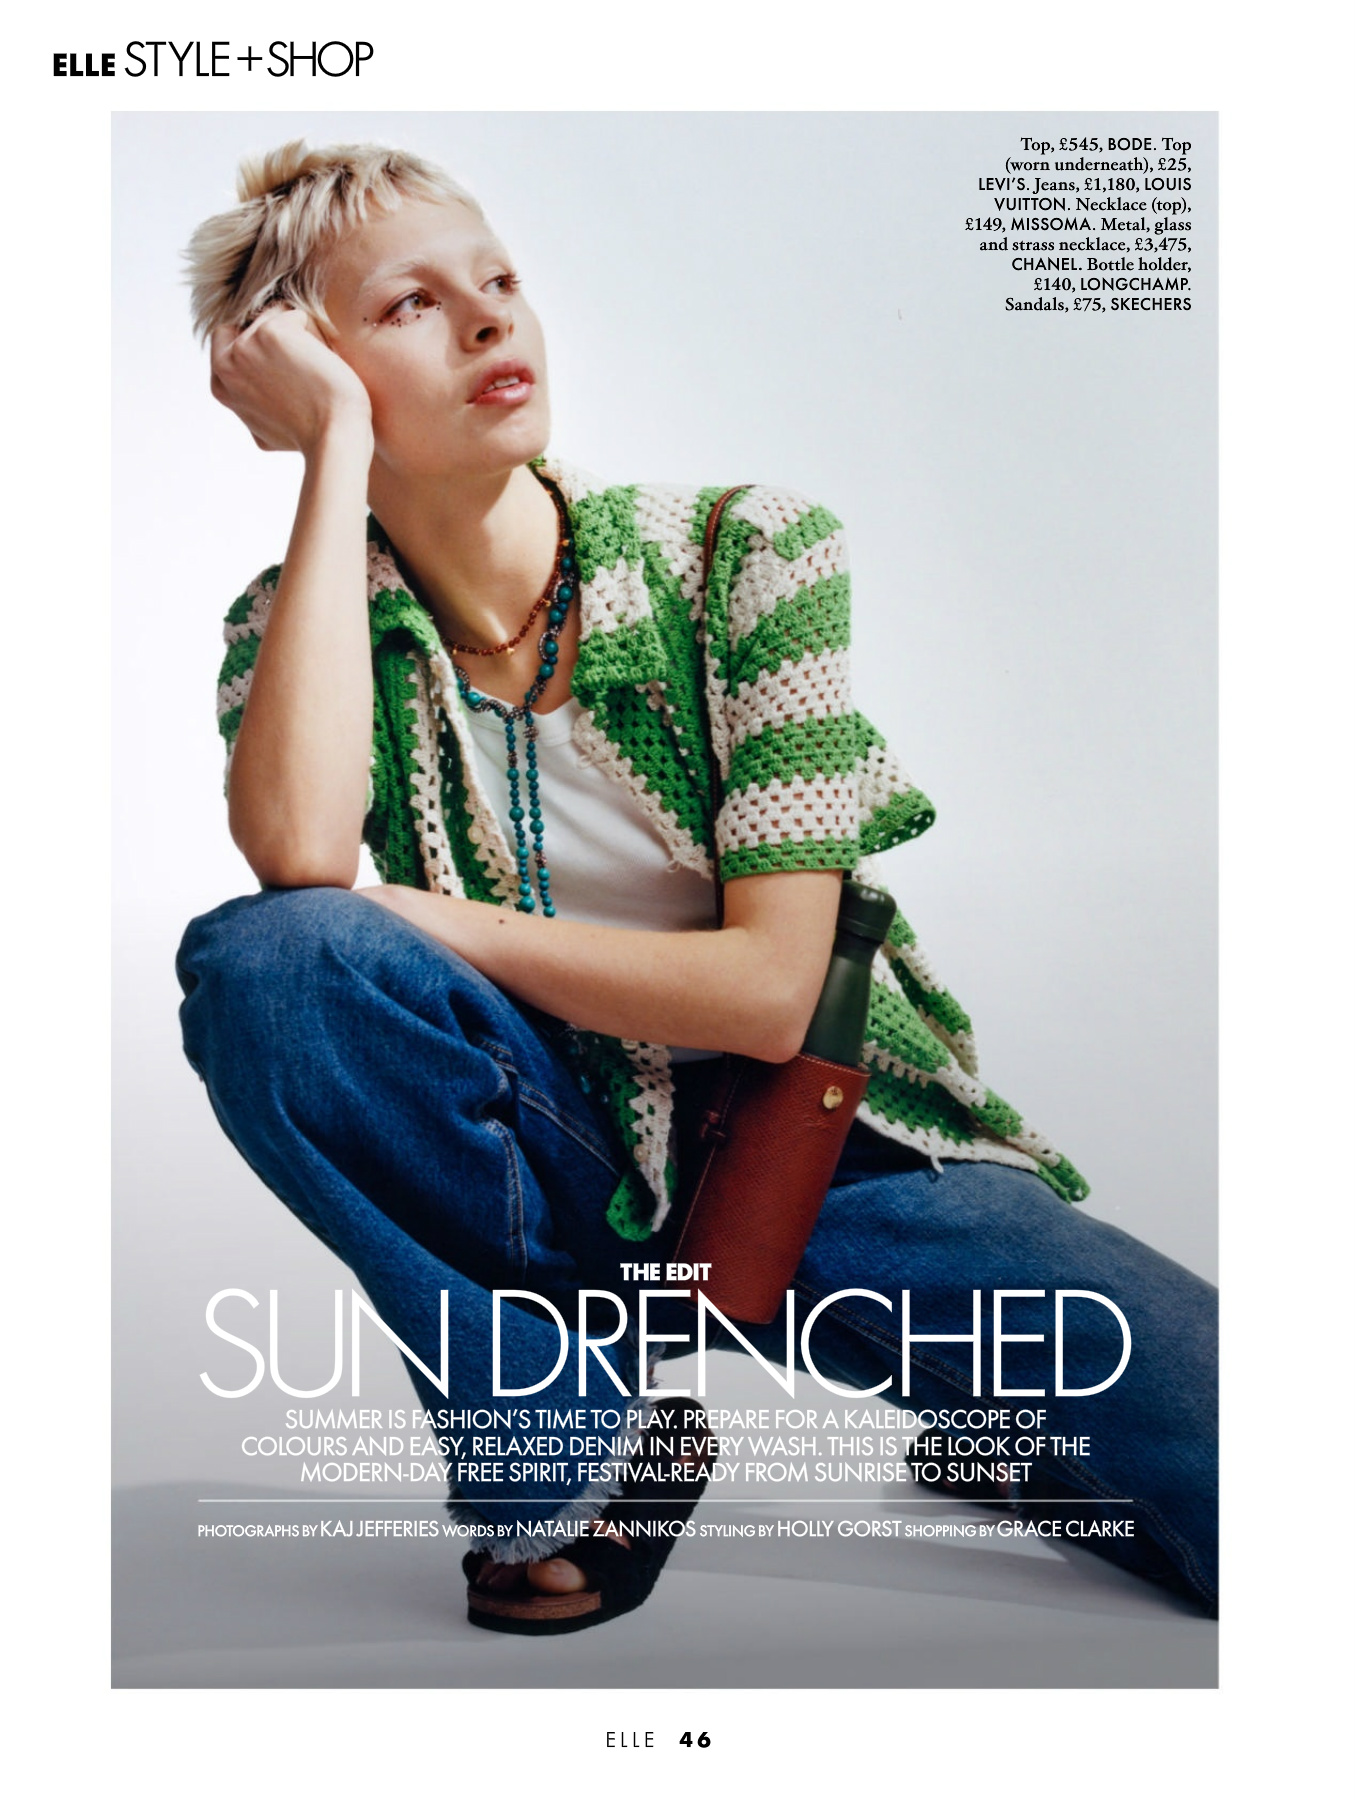 ELLE STYLE+SHOP
Top, £545, BODE. Top
(worn underneath), £25,
LEVI'S. Jeans, £1,180, LOUIS
VUITTON. Necklace (top),
£149, MISSOMA. Metal, glass
and strass necklace, £3,475,
CHANEL. Bottle holder,
£140, LONGCHAMP.
Sandals, £75, SKECHERS
THE EDIT
SUN DRENCHED
SUMMER IS FASHION'S TIME TO PLAY. PREPARE FOR A KALEIDOSCOPE OF
COLOURS AND EASY, RELAXED DENIM IN EVERY WASH. THIS IS THE LOOK OF THE
MODERN-DAY FREE SPIRIT, FESTIVAL-READY FROM SUNRISE TO SUNSET
PHOTOGRAPHS BY KAJ JEFFERIES WORDS BY NATALIE ZANNIKOS STYLING BY HOLLY GORST SHOPPING BY GRACE CLARKE
ELLE 46